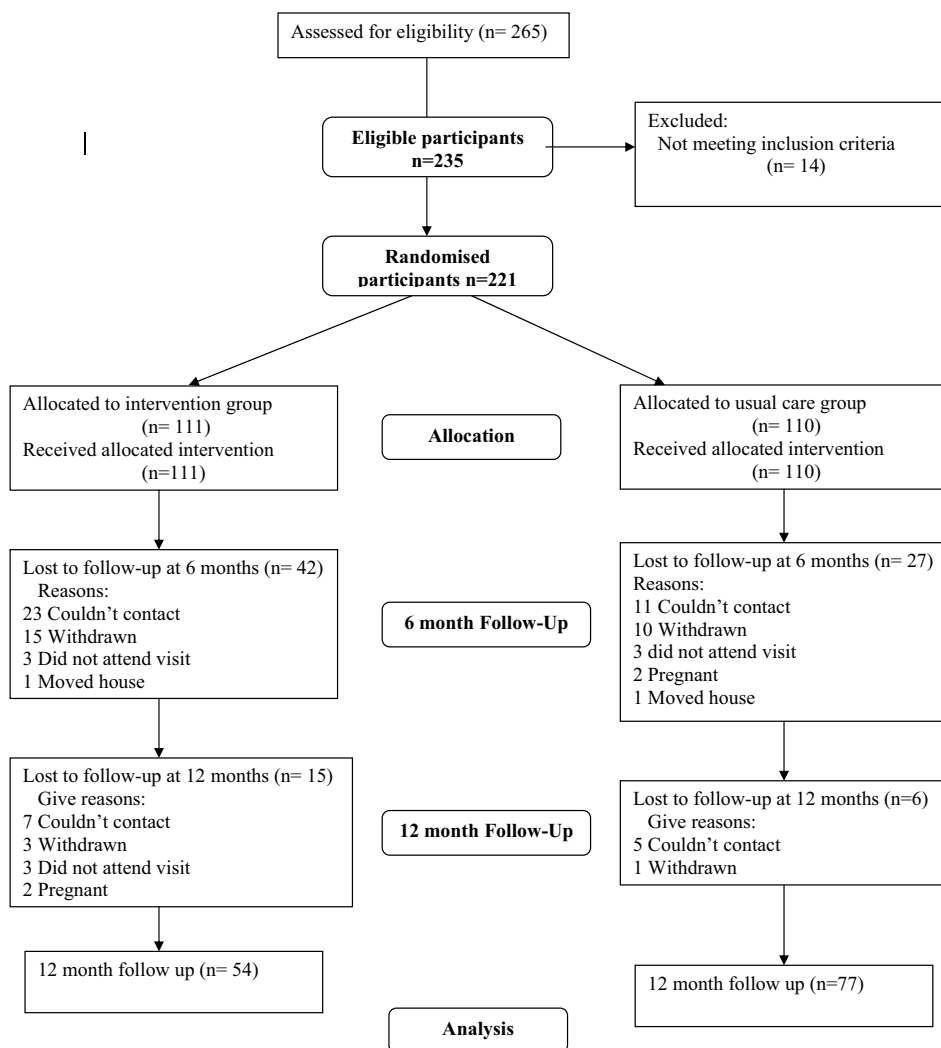 Assessed for eligibility (n= 265)
Eligible participants
n=235
Excluded:
Not meeting inclusion criteria
(n= 14)
Randomised
participants n=221
Allocated to intervention group
(n= 111)
Received allocated intervention
(n=111)
Allocation
Allocated to usual care group
(n= 110)
Received allocated intervention
(n= 110)
Lost to follow-up at 6 months (n= 42)
Reasons:
23 Couldn’t contact
15 Withdrawn
3 Did not attend visit
1 Moved house
6 month Follow-Up
Lost to follow-up at 6 months (n= 27)
Reasons:
11 Couldn’t contact
10 Withdrawn
3 did not attend visit
2 Pregnant
1 Moved house
Lost to follow-up at 12 months (n= 15)
Give reasons:
7 Couldn’t contact
3 Withdrawn
3 Did not attend visit
2 Pregnant
12 month Follow-Up
Lost to follow-up at 12 months (n=6)
Give reasons:
5 Couldn’t contact
1 Withdrawn
12 month follow up (n= 54)
12 month follow up (n=77)
Analysis